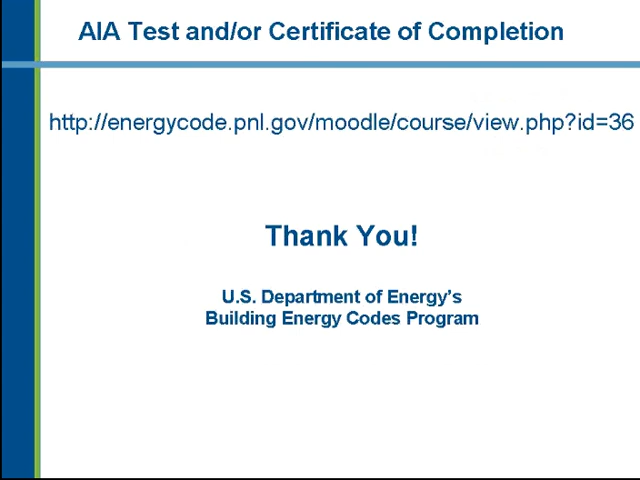 AIA Test and/or Certificate of Completion
http://energycode.pnl.gov/moodle/course/view.php?id=36
Thank You!
U.S. Department of Energy's
Building Energy Codes Program